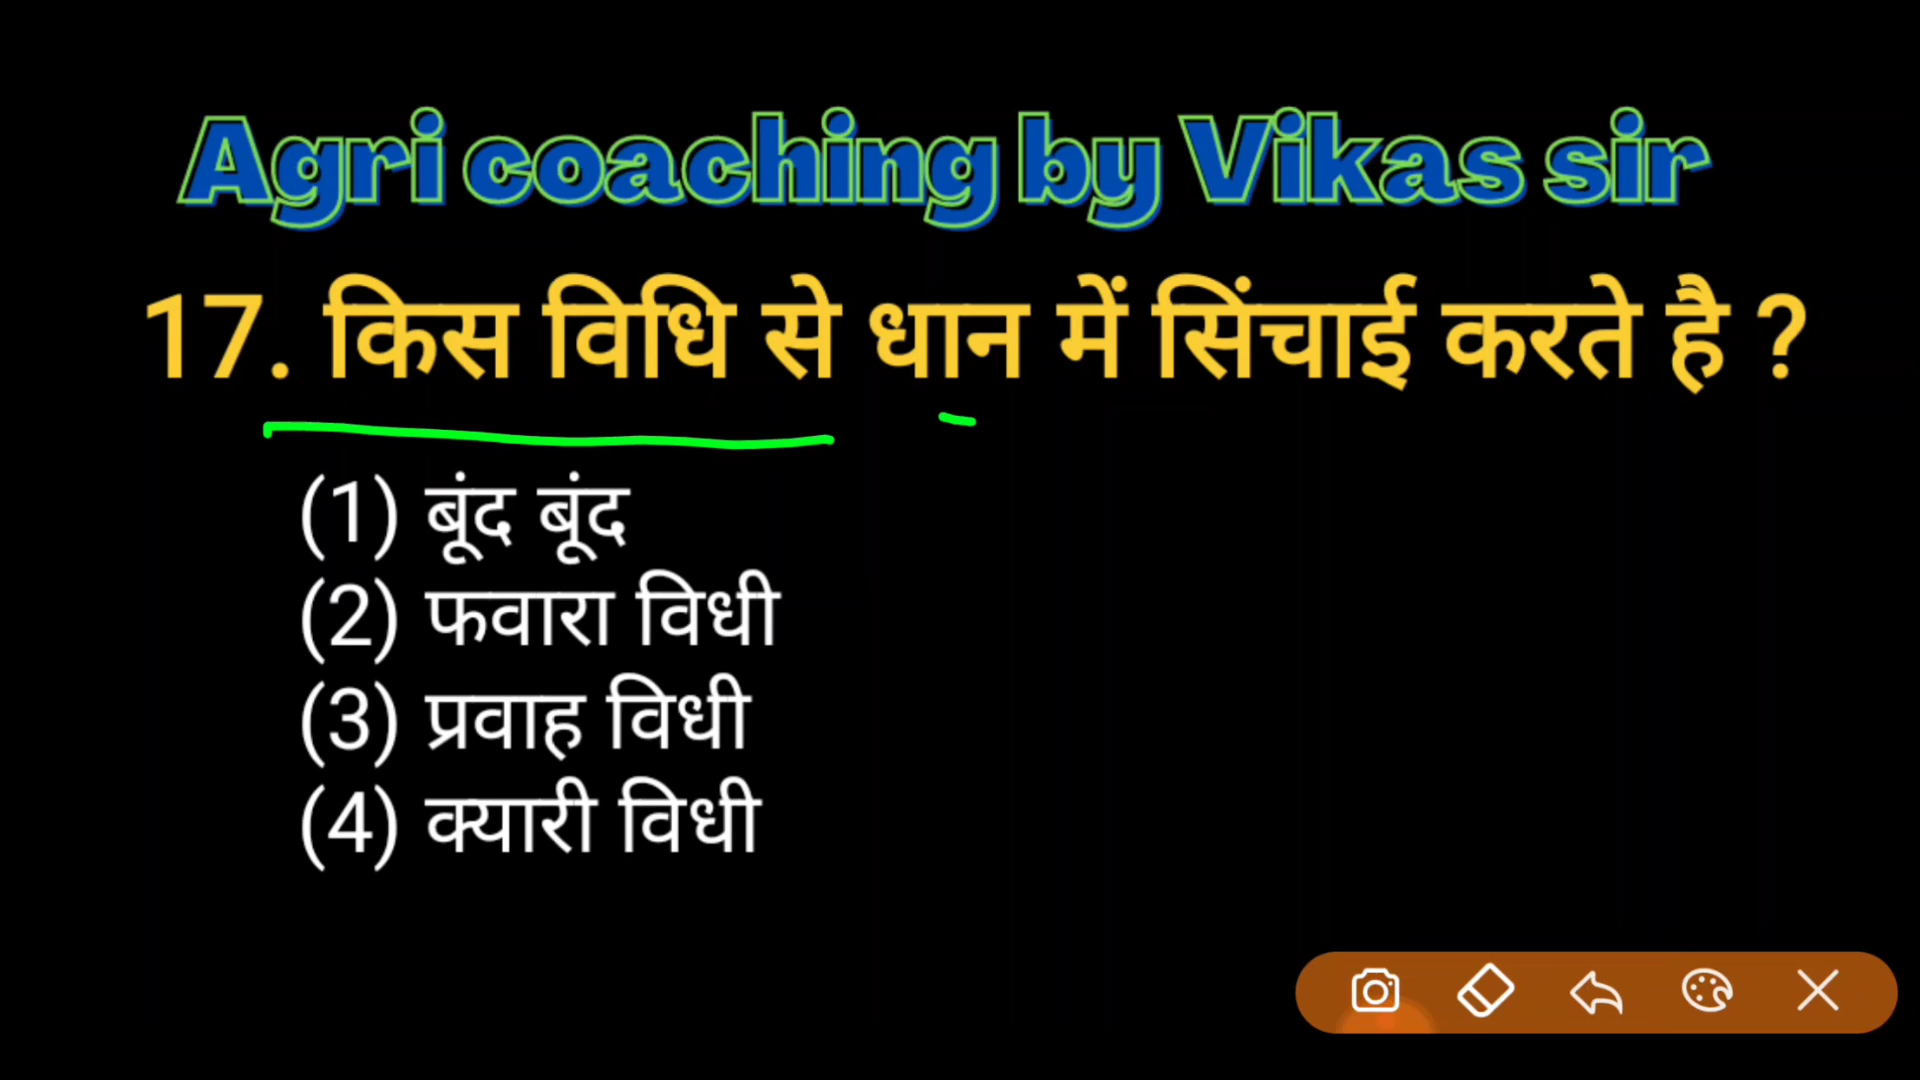 Agri coaching by Vikas sir
17. किस विधि से धान में सिंचाई करते है ?
(1) बूंद बूंद
(2) फवारा विधी
(3) प्रवाह विधी
(4) क्यारी विधी